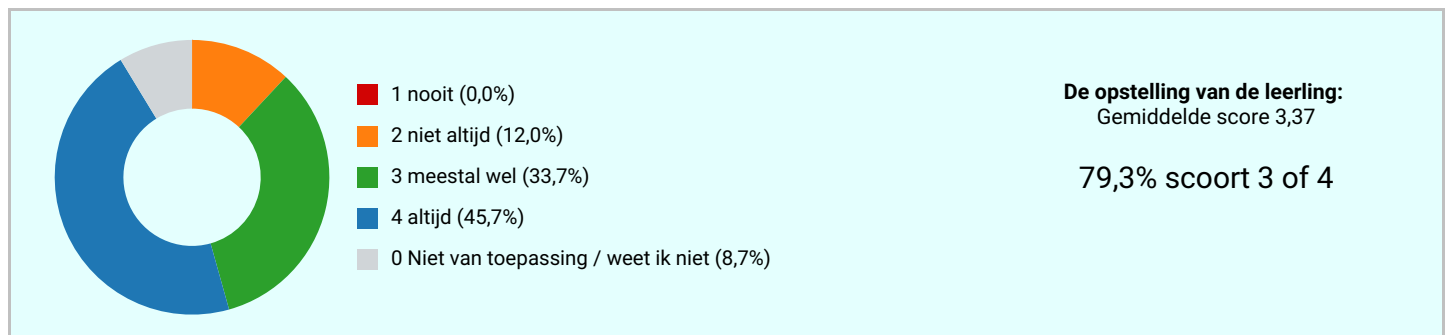 1 nooit (0,0%)
2 niet altijd (12,0%)
3 meestal wel (33,7%)
4 altijd (45,7%)
0 Niet van toepassing / weet ik niet (8,7%)
De opstelling van de leerling:
Gemiddelde score 3,37
79,3% scoort 3 of 4